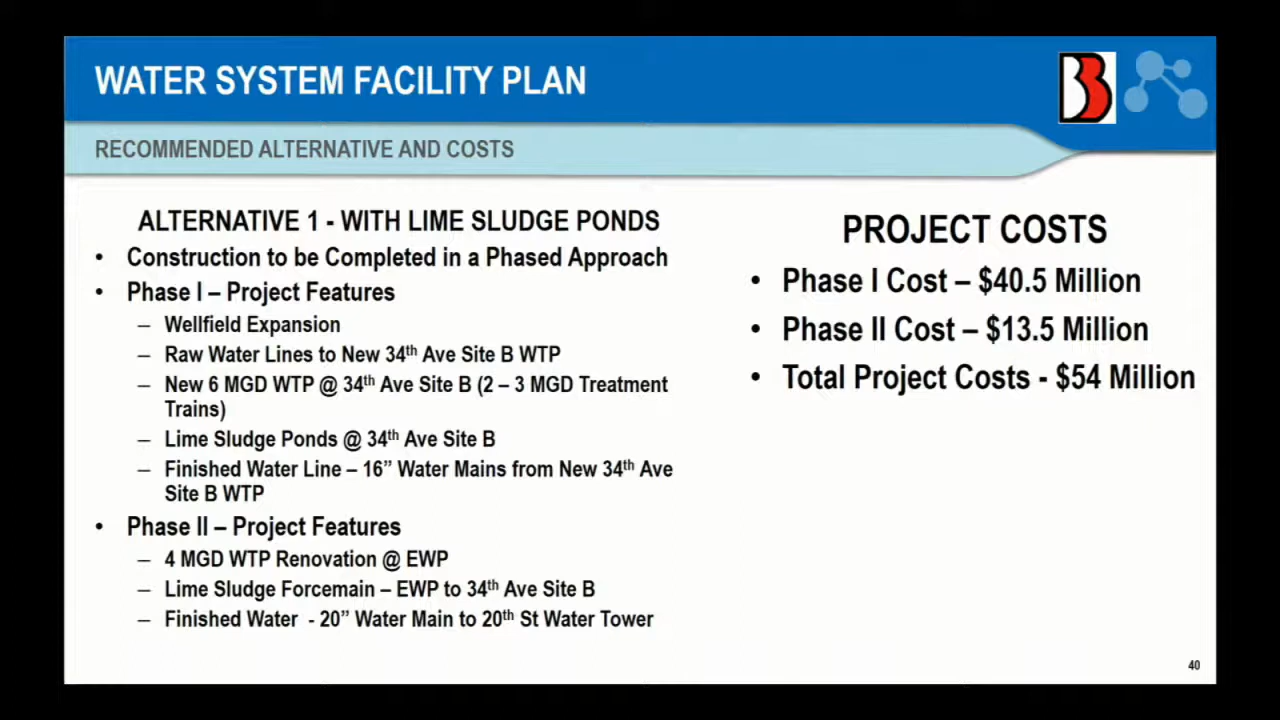 WATER SYSTEM FACILITY PLAN
RECOMMENDED ALTERNATIVE AND COSTS
ALTERNATIVE 1 - WITH LIME SLUDGE PONDS
• Construction to be Completed in a Phased Approach
• Phase I – Project Features
– Wellfield Expansion
– Raw Water Lines to New 34th Ave Site B WTP
– New 6 MGD WTP @ 34th Ave Site B (2 – 3 MGD Treatment
Trains)
– Lime Sludge Ponds @ 34th Ave Site B
– Finished Water Line – 16” Water Mains from New 34th Ave
Site B WTP
• Phase II – Project Features
– 4 MGD WTP Renovation @ EWP
– Lime Sludge Forcemain – EWP to 34th Ave Site B
– Finished Water - 20” Water Main to 20th St Water Tower
PROJECT COSTS
• Phase I Cost – $40.5 Million
• Phase II Cost – $13.5 Million
• Total Project Costs - $54 Million
40